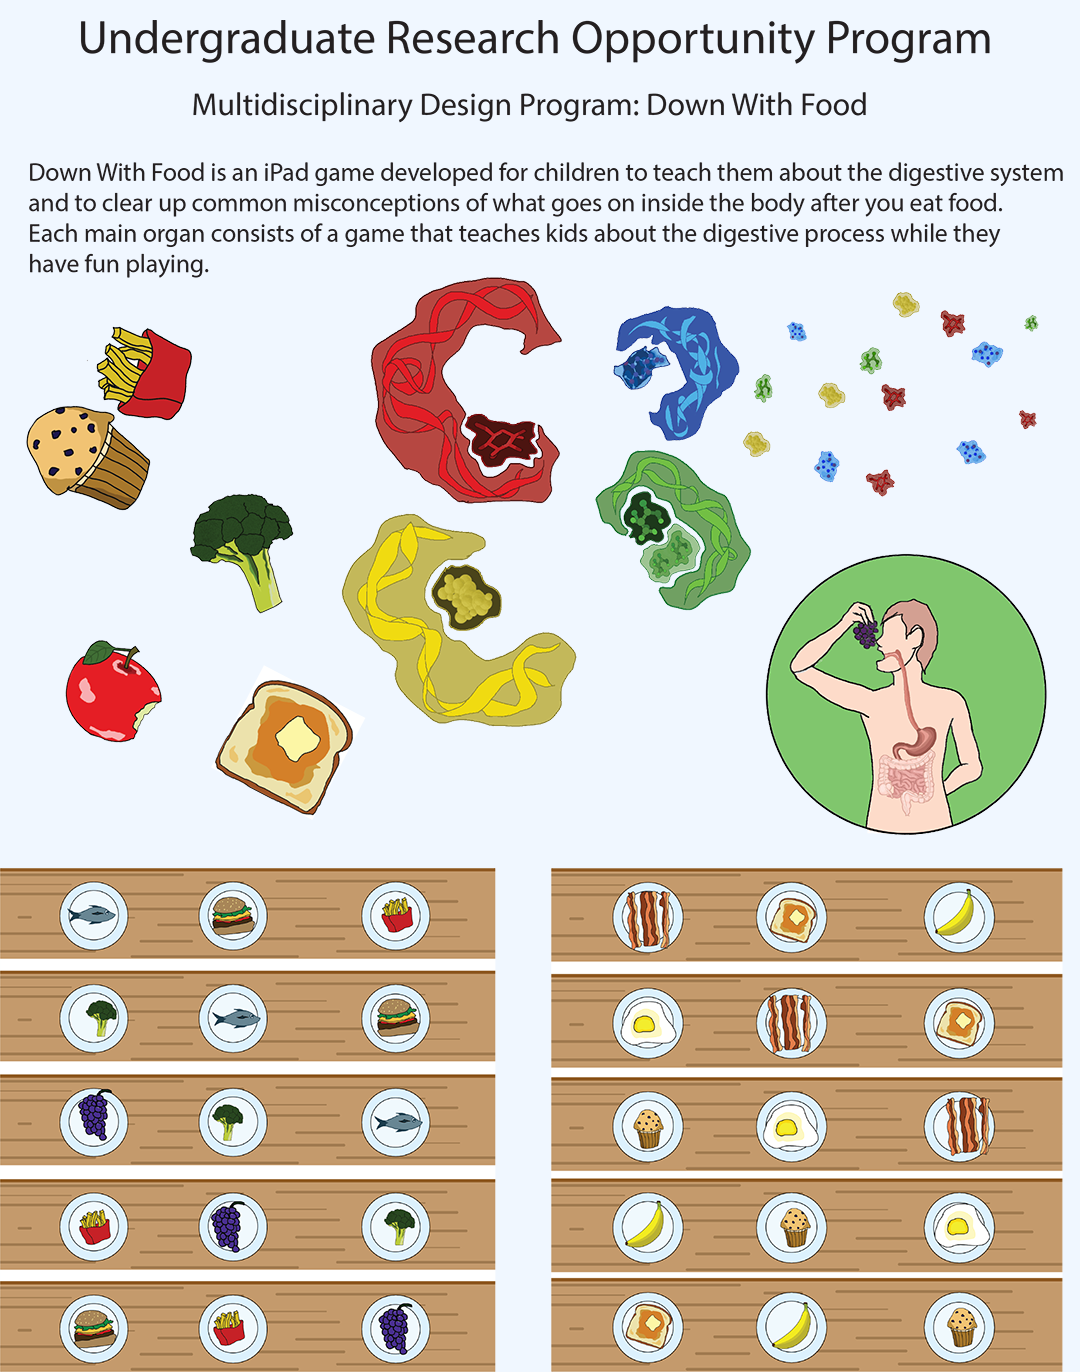 Undergraduate Research Opportunity Program
Multidisciplinary Design Program: Down With Food
Down With Food is an iPad game developed for children to teach them about the digestive system
and to clear up common misconceptions of what goes on inside the body after you eat food.
Each main organ consists of a game that teaches kids about the digestive process while they
have fun playing.